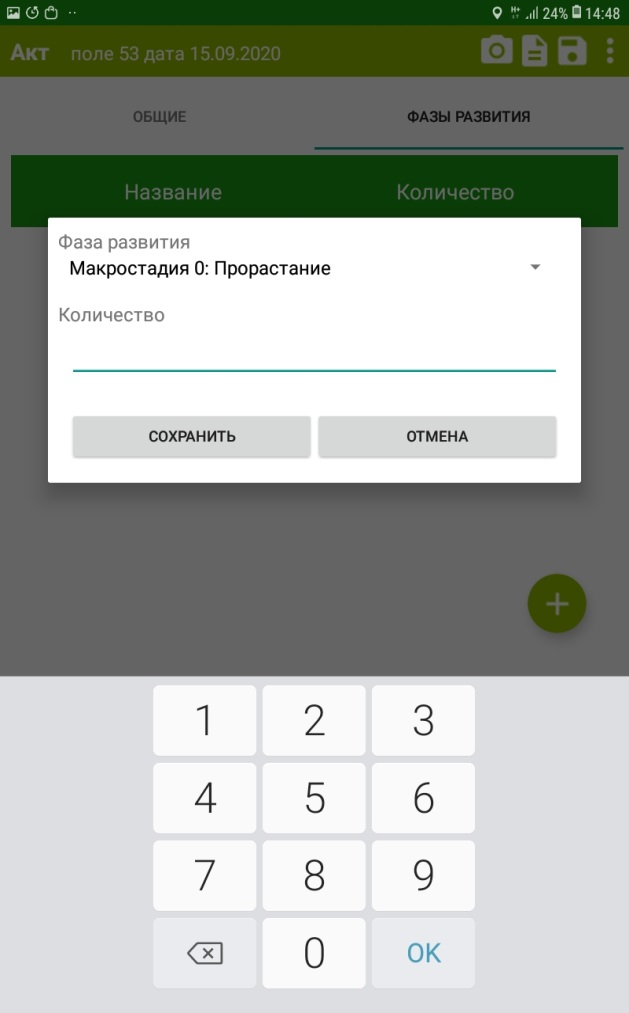 24% 14:48
Акт поле 53 дата 15.09.2020
ОБЩИЕ ФАЗЫ РАЗВИТИЯ
Название Количество
Фаза развития
Макростадия 0: Прорастание
Количество
СОХРАНИТЬ ОТМЕНА
1 2 3
4 5 6
7 8 9
0 OK